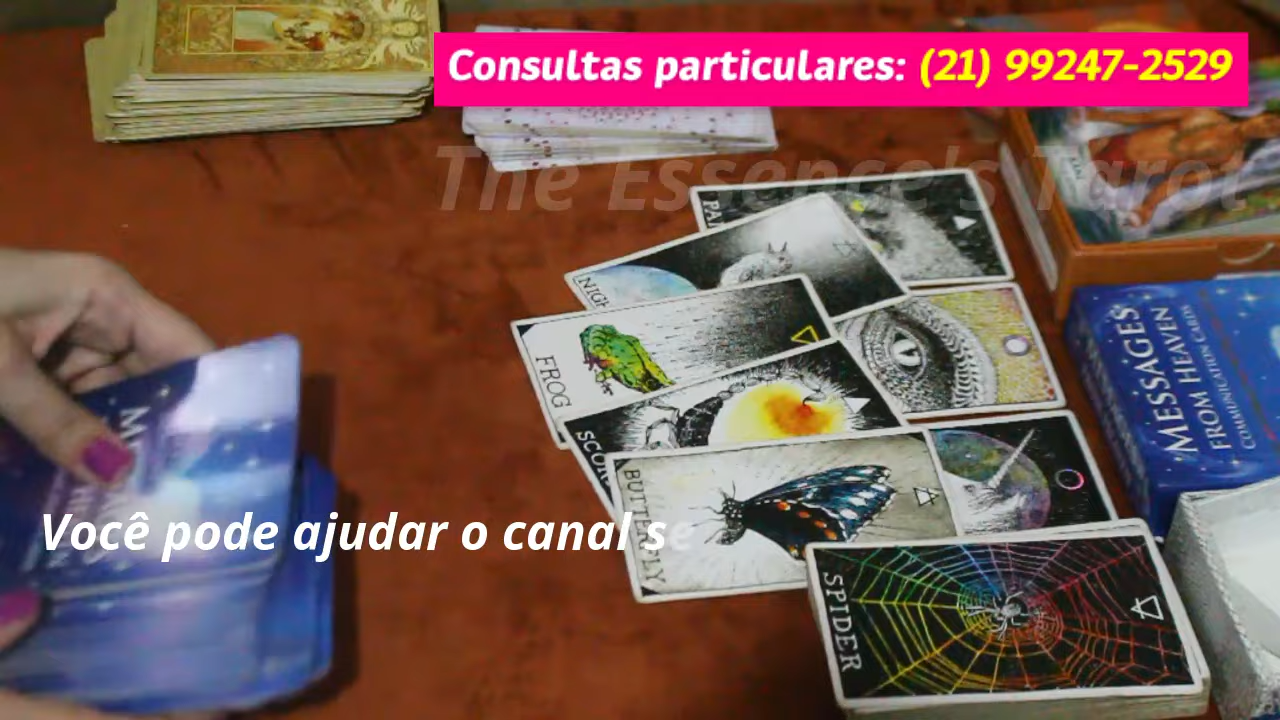 Consultas particulares: (21) 99247-2529
The Essence's Tarot
FROG
MESSAGES
FROM HEAVEN
COMMUNICATION CARDS
Você pode ajudar o canal se
SPIDER